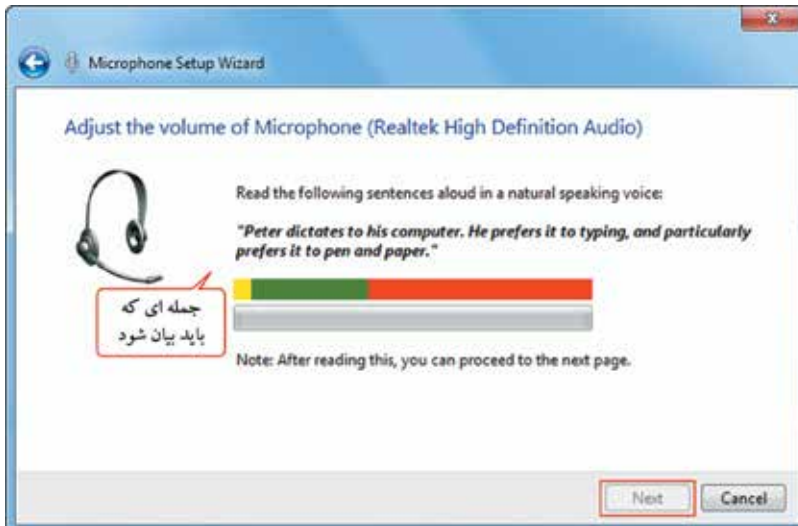 Microphone Setup Wizard
Adjust the volume of Microphone (Realtek High Definition Audio)
Read the following sentences aloud in a natural speaking voice:
"Peter dictates to his computer. He prefers it to typing, and particularly
prefers it to pen and paper."
جمله ای که
باید بیان شود
Note: After reading this, you can proceed to the next page.
Next
Cancel